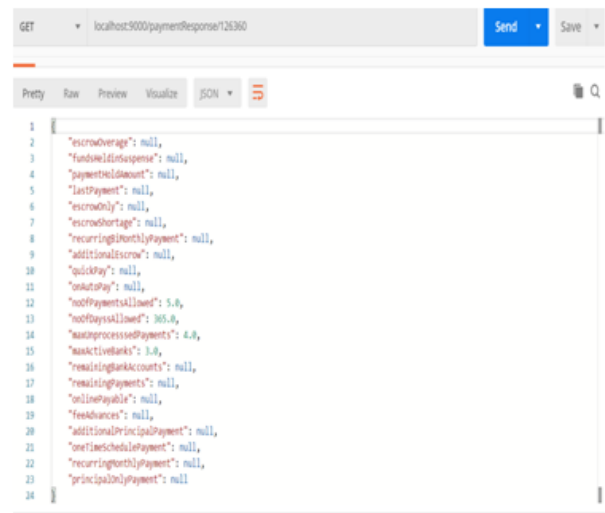 GET localhost:9000/paymentResponse/126360 Send Save
Pretty Raw Preview Visualize JSON
1 {
2 "escrowOverage": null,
3 "fundsHeldinSuspense": null,
4 "paymentHoldAmount": null,
5 "lastPayment": null,
6 "escrowOnly": null,
7 "escrowShortage": null,
8 "recurringBiMonthlyPayment": null,
9 "additionalEscrow": null,
10 "quickPay": null,
11 "onAutoPay": null,
12 "noOfPaymentsAllowed": 5.0,
13 "noOfDayssAllowed": 365.0,
14 "maxUnprocesssedPayments": 4.0,
15 "maxActiveBanks": 3.0,
16 "remainingBankAccounts": null,
17 "remainingPayments": null,
18 "onlinePayable": null,
19 "feeAdvances": null,
20 "additionalPrincipalPayment": null,
21 "oneTimeSchedulePayment": null,
22 "recurringMonthlyPayment": null,
23 "principalOnlyPayment": null
24 }